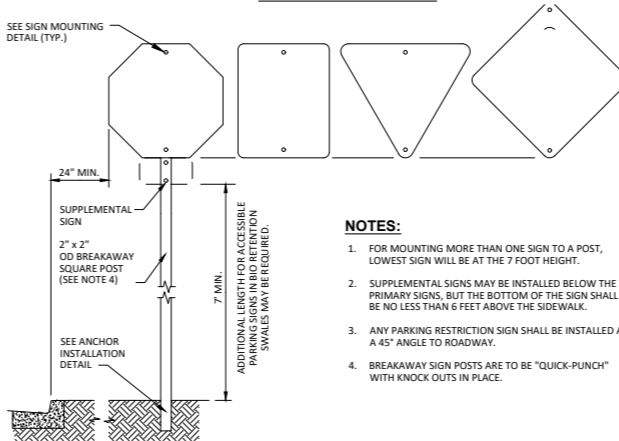 SEE SIGN MOUNTING
DETAIL (TYP.)
24" MIN.
SUPPLEMENTAL
SIGN
2" x 2"
OD BREAKAWAY
SQUARE POST
(SEE NOTE 4)
SEE ANCHOR
INSTALLATION
DETAIL
7' MIN.
ADDITIONAL LENGTH FOR ACCESSIBLE
PARKING SIGNS IN BIO RETENTION
SWALES MAY BE REQUIRED.
NOTES:
1. FOR MOUNTING MORE THAN ONE SIGN TO A POST,
LOWEST SIGN WILL BE AT THE 7 FOOT HEIGHT.
2. SUPPLEMENTAL SIGNS MAY BE INSTALLED BELOW THE
PRIMARY SIGNS, BUT THE BOTTOM OF THE SIGN SHALL
BE NO LESS THAN 6 FEET ABOVE THE SIDEWALK.
3. ANY PARKING RESTRICTION SIGN SHALL BE INSTALLED
A 45° ANGLE TO ROADWAY.
4. BREAKAWAY SIGN POSTS ARE TO BE "QUICK-PUNCH"
WITH KNOCK OUTS IN PLACE.